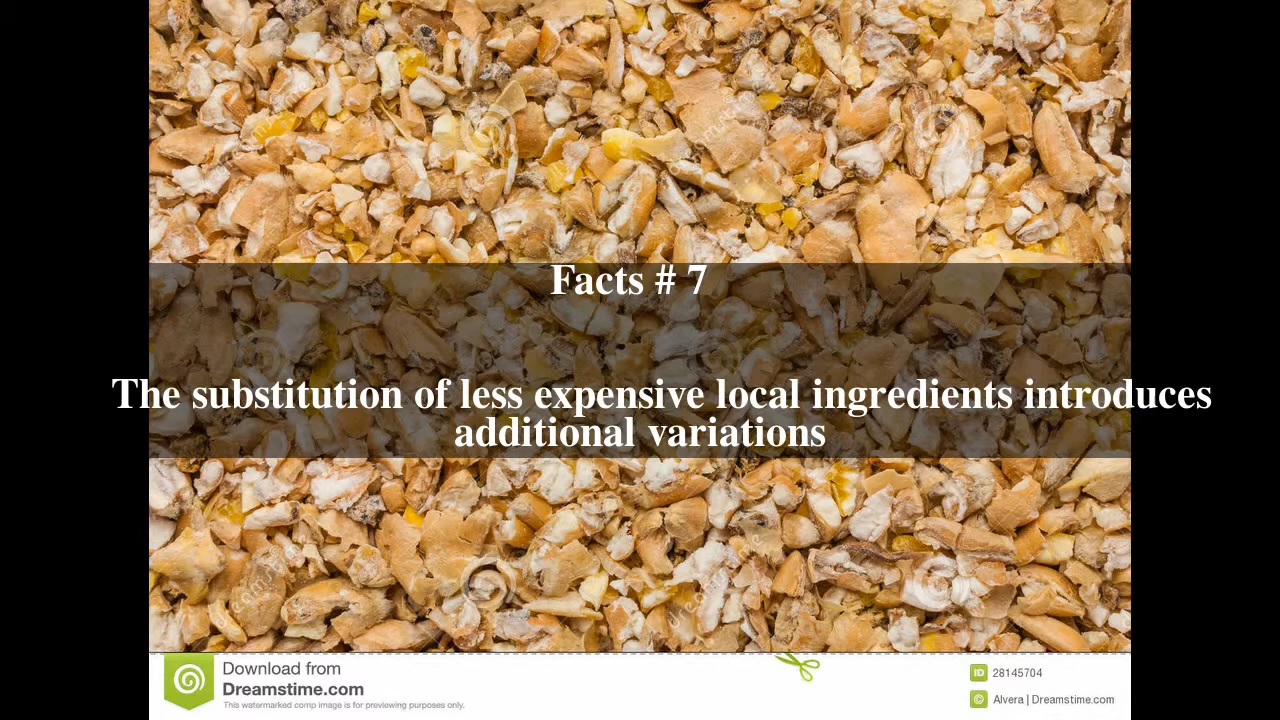 Facts # 7
The substitution of less expensive local ingredients introduces
additional variations
Download from
Dreamstime.com
This watermarked comp image is for previewing purposes only.
ID 28145704
© Alvera | Dreamstime.com